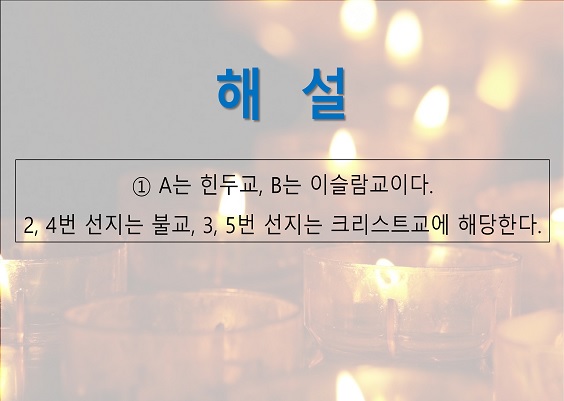 해 설
① A는 힌두교, B는 이슬람교이다.
2, 4번 선지는 불교, 3, 5번 선지는 크리스트교에 해당한다.